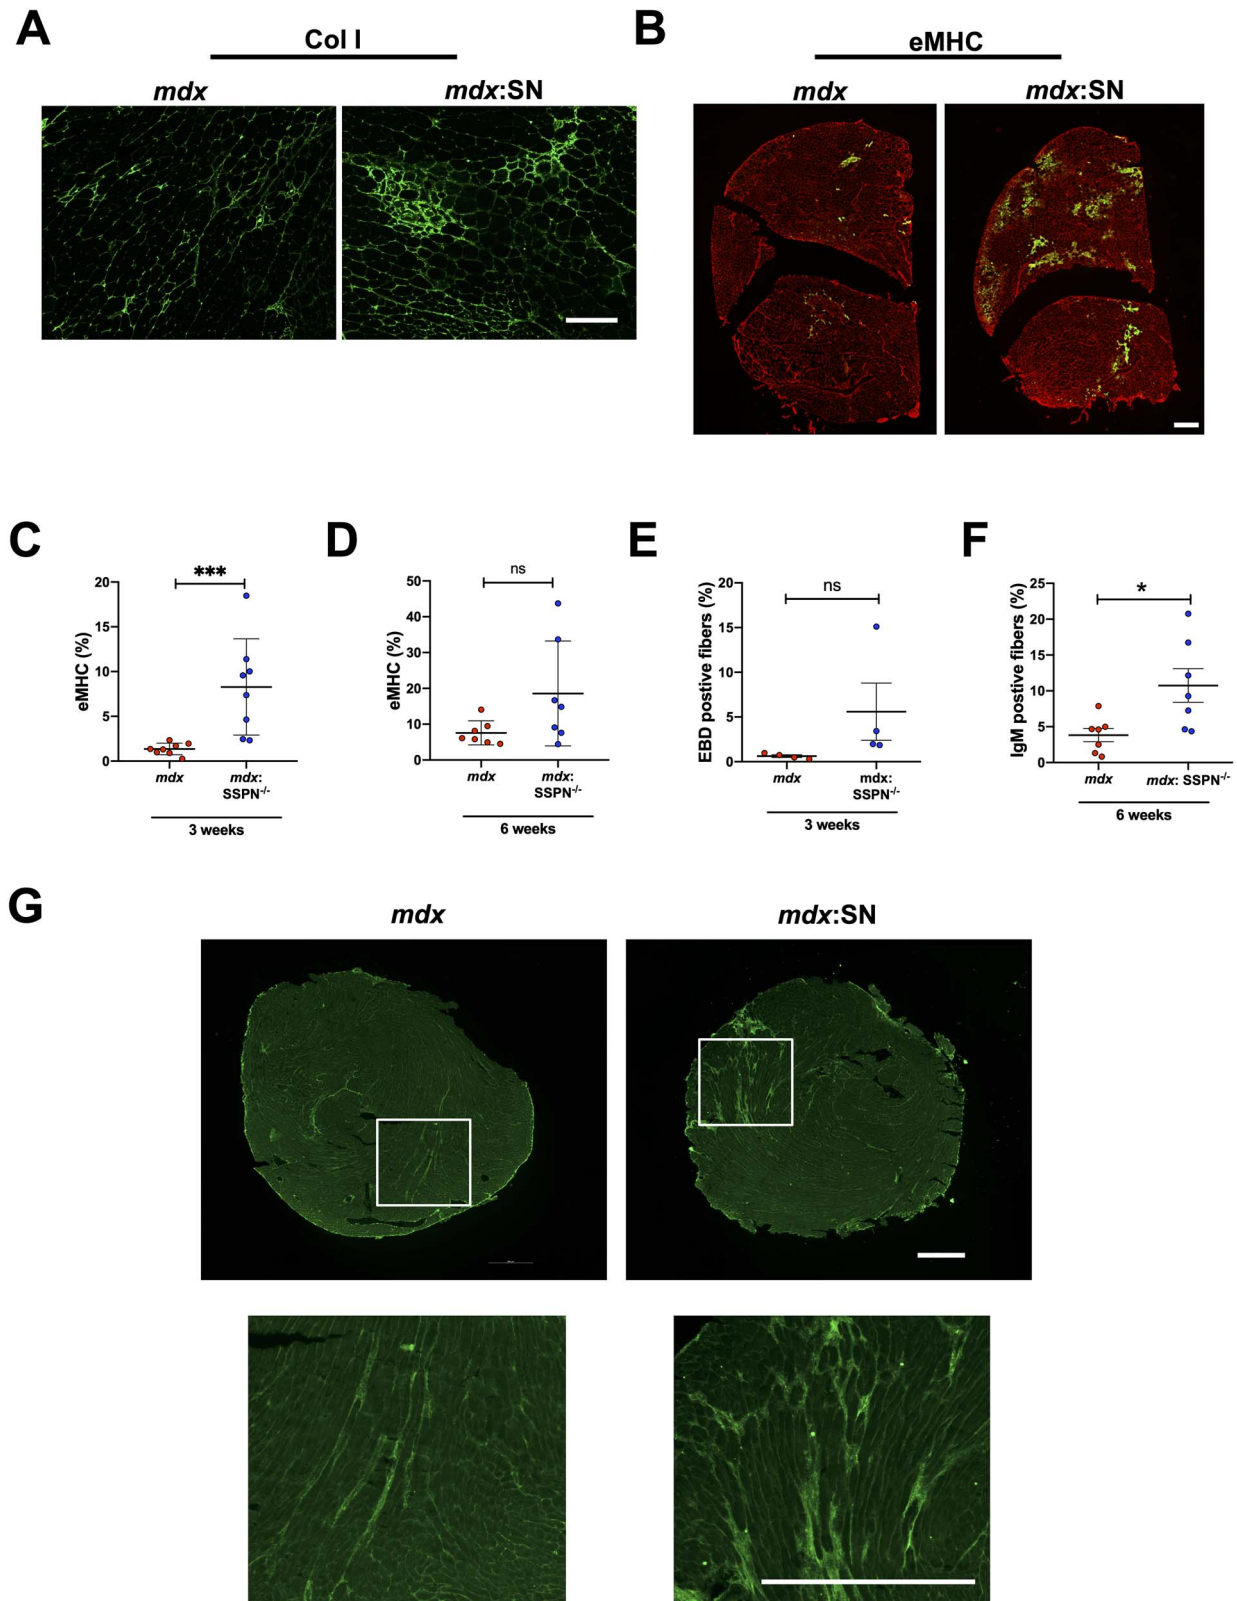 A
Col I
mdx
mdx:SN
B
eMHC
mdx
mdx:SN
C
***
eMHC (%)
20
15
10
5
0
mdx
mdx:
SSPN-/-
3 weeks
D
ns
eMHC (%)
50
40
30
20
10
0
mdx
mdx:
SSPN-/-
6 weeks
E
ns
EBD postive fibers (%)
20
15
10
5
0
mdx
mdx:
SSPN-/-
3 weeks
F
*
IgM postive fibers (%)
25
20
15
10
5
0
mdx
mdx: SSPN-/-
6 weeks
G
mdx
mdx:SN